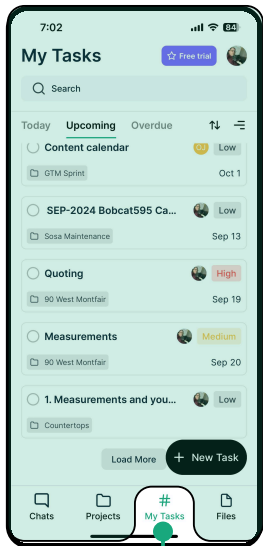 7:02
84
My Tasks
Free trial
Search
Today Upcoming Overdue
Content calendar OJ Low
GTM Sprint Oct 1
SEP-2024 Bobcat595 Ca... Low
Sosa Maintenance Sep 13
Quoting High
90 West Montfair Sep 19
Measurements Medium
90 West Montfair Sep 20
1. Measurements and you... Low
Countertops
Load More
+ New Task
Chats Projects My Tasks Files